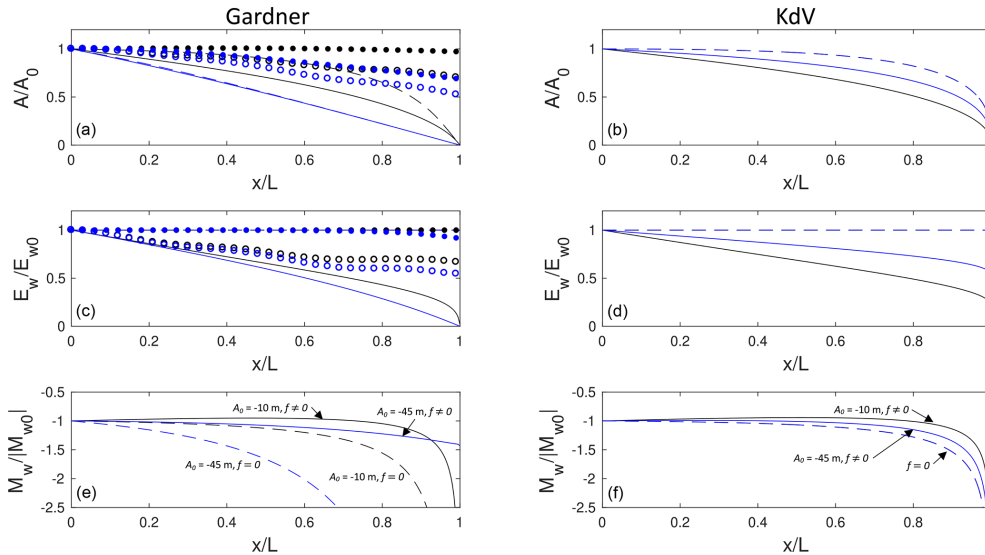 Gardner
KdV
1
0.5
0
A/A0
(a)
0
0.2
0.4
0.6
0.8
1
x/L
1
0.5
0
A/A0
(b)
0
0.2
0.4
0.6
0.8
x/L
1
0.5
0
Ew/Ew0
(c)
0
0.2
0.4
0.6
0.8
1
x/L
1
0.5
0
Ew/Ew0
(d)
0
0.2
0.4
0.6
0.8
x/L
-0.5
-1
-1.5
-2
-2.5
Mw/|Mw0|
A0 = -10 m, f ≠ 0
A0 = -45 m, f ≠ 0
A0 = -45 m, f = 0
A0 = -10 m, f = 0
(e)
0
0.2
0.4
0.6
0.8
1
x/L
-0.5
-1
-1.5
-2
-2.5
Mw/|Mw0|
A0 = -10 m, f ≠ 0
A0 = -45 m, f ≠ 0
f = 0
(f)
0
0.2
0.4
0.6
0.8
x/L